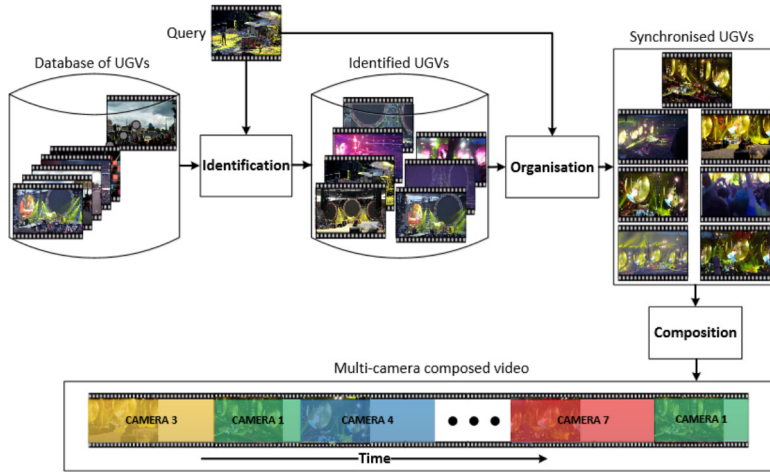 Query
Synchronised UGVs
Database of UGVs
Identified UGVs
Identification
Organisation
Composition
Multi-camera composed video
CAMERA 3
CAMERA 1
CAMERA 4
CAMERA 7
CAMERA 1
Time